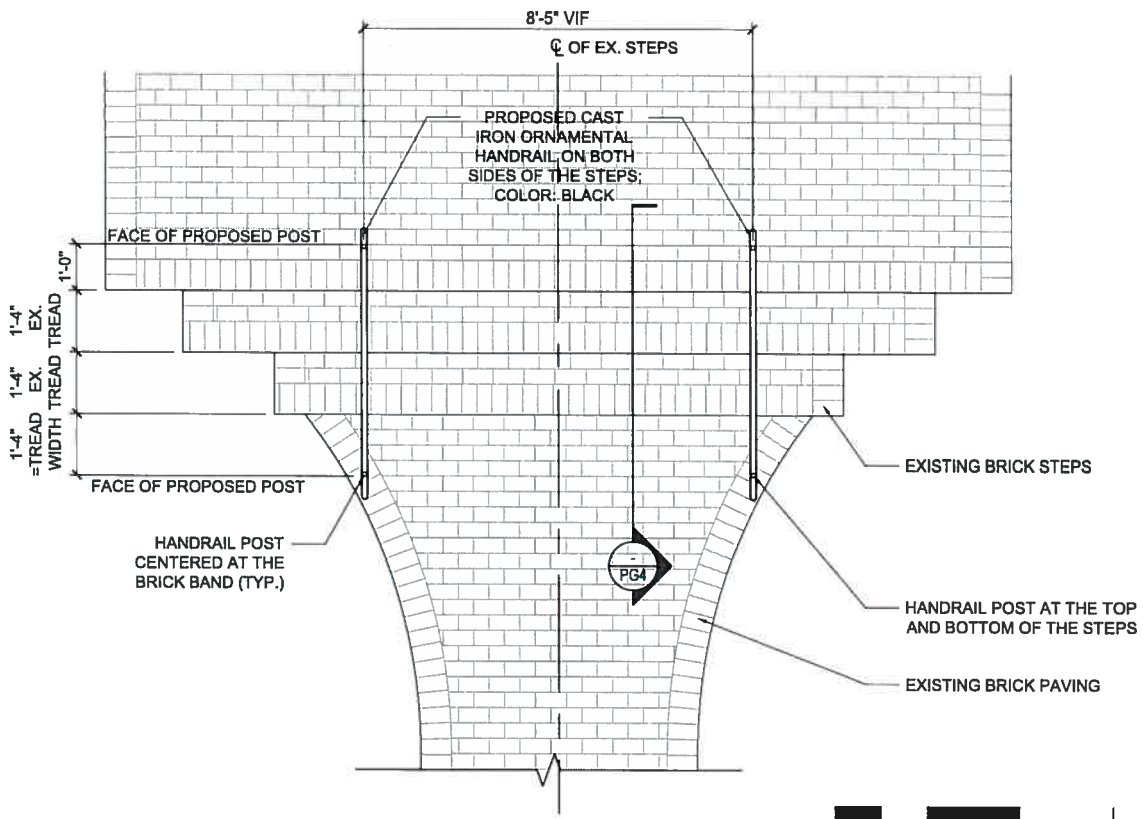 8'-5" VIF
℄ OF EX. STEPS
PROPOSED CAST
IRON ORNAMENTAL
HANDRAIL ON BOTH
SIDES OF THE STEPS;
COLOR: BLACK
FACE OF PROPOSED POST
1'-0"
1'-4"
EX.
TREAD
1'-4"
EX.
TREAD
1'-4"
=TREAD
WIDTH
FACE OF PROPOSED POST
HANDRAIL POST
CENTERED AT THE
BRICK BAND (TYP.)
-
PG4
EXISTING BRICK STEPS
HANDRAIL POST AT THE TOP
AND BOTTOM OF THE STEPS
EXISTING BRICK PAVING